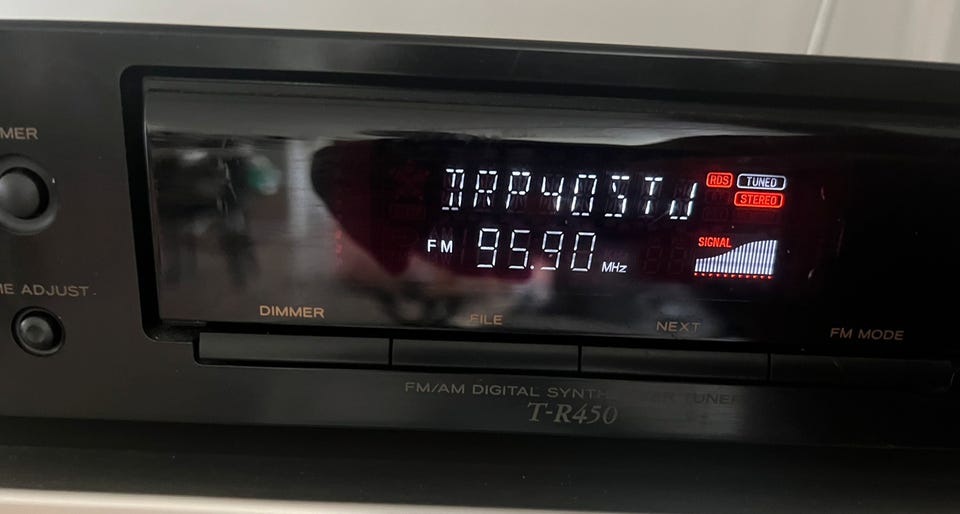 MER
DRP4OSTJ
RDS
TUNED
STEREO
FM 95.90 MHz
SIGNAL
ME ADJUST
DIMMER
FILE
NEXT
FM MODE
FM/AM DIGITAL SYNTHESIZER TUNER
T-R450